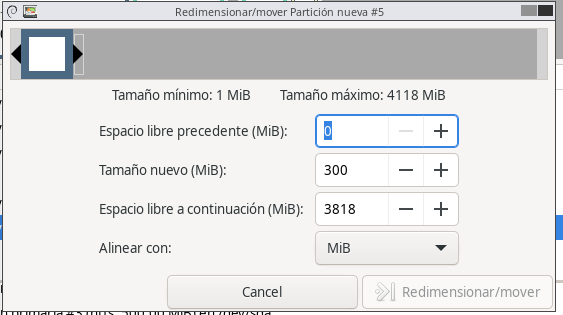 Redimensionar/mover Partición nueva #5
Tamaño mínimo: 1 MiB Tamaño máximo: 4118 MiB
Espacio libre precedente (MiB): 0
Tamaño nuevo (MiB): 300
Espacio libre a continuación (MiB): 3818
Alinear con: MiB
Cancel Redimensionar/mover